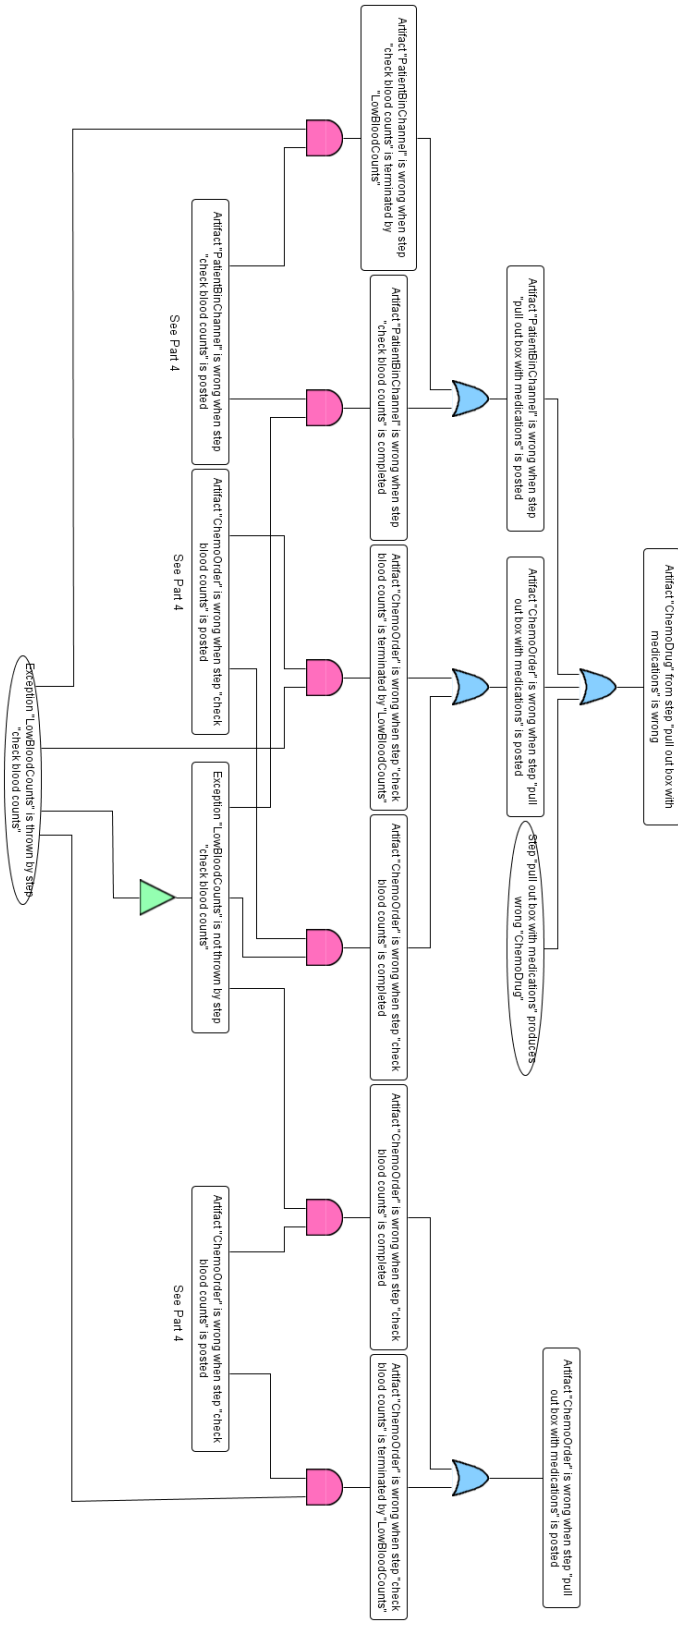 Artifact "ChemoDrug" from step "pull out box with
medications" is wrong
Artifact "PatientBinChannel" is wrong when step
"pull out box with medications" is posted
Artifact "ChemoOrder" is wrong when step "pull
out box with medications" is posted
Step "pull out box with medications" produces
wrong "ChemoDrug"
Artifact "ChemoOrder" is wrong when step "pull
out box with medications" is posted
Artifact "PatientBinChannel" is wrong when step
"check blood counts" is terminated by
"LowBloodCounts"
Artifact "PatientBinChannel" is wrong when step
"check blood counts" is completed
Artifact "ChemoOrder" is wrong when step "check
blood counts" is terminated by "LowBloodCounts"
Artifact "ChemoOrder" is wrong when step "check
blood counts" is completed
Artifact "ChemoOrder" is wrong when step "check
blood counts" is completed
Artifact "ChemoOrder" is wrong when step "check
blood counts" is terminated by "LowBloodCounts"
Artifact "PatientBinChannel" is wrong when step
"check blood counts" is posted
See Part 4
Artifact "ChemoOrder" is wrong when step "check
blood counts" is posted
See Part 4
Exception "LowBloodCounts" is not thrown by step
"check blood counts"
Artifact "ChemoOrder" is wrong when step "check
blood counts" is posted
See Part 4
Exception "LowBloodCounts" is thrown by step
"check blood counts"